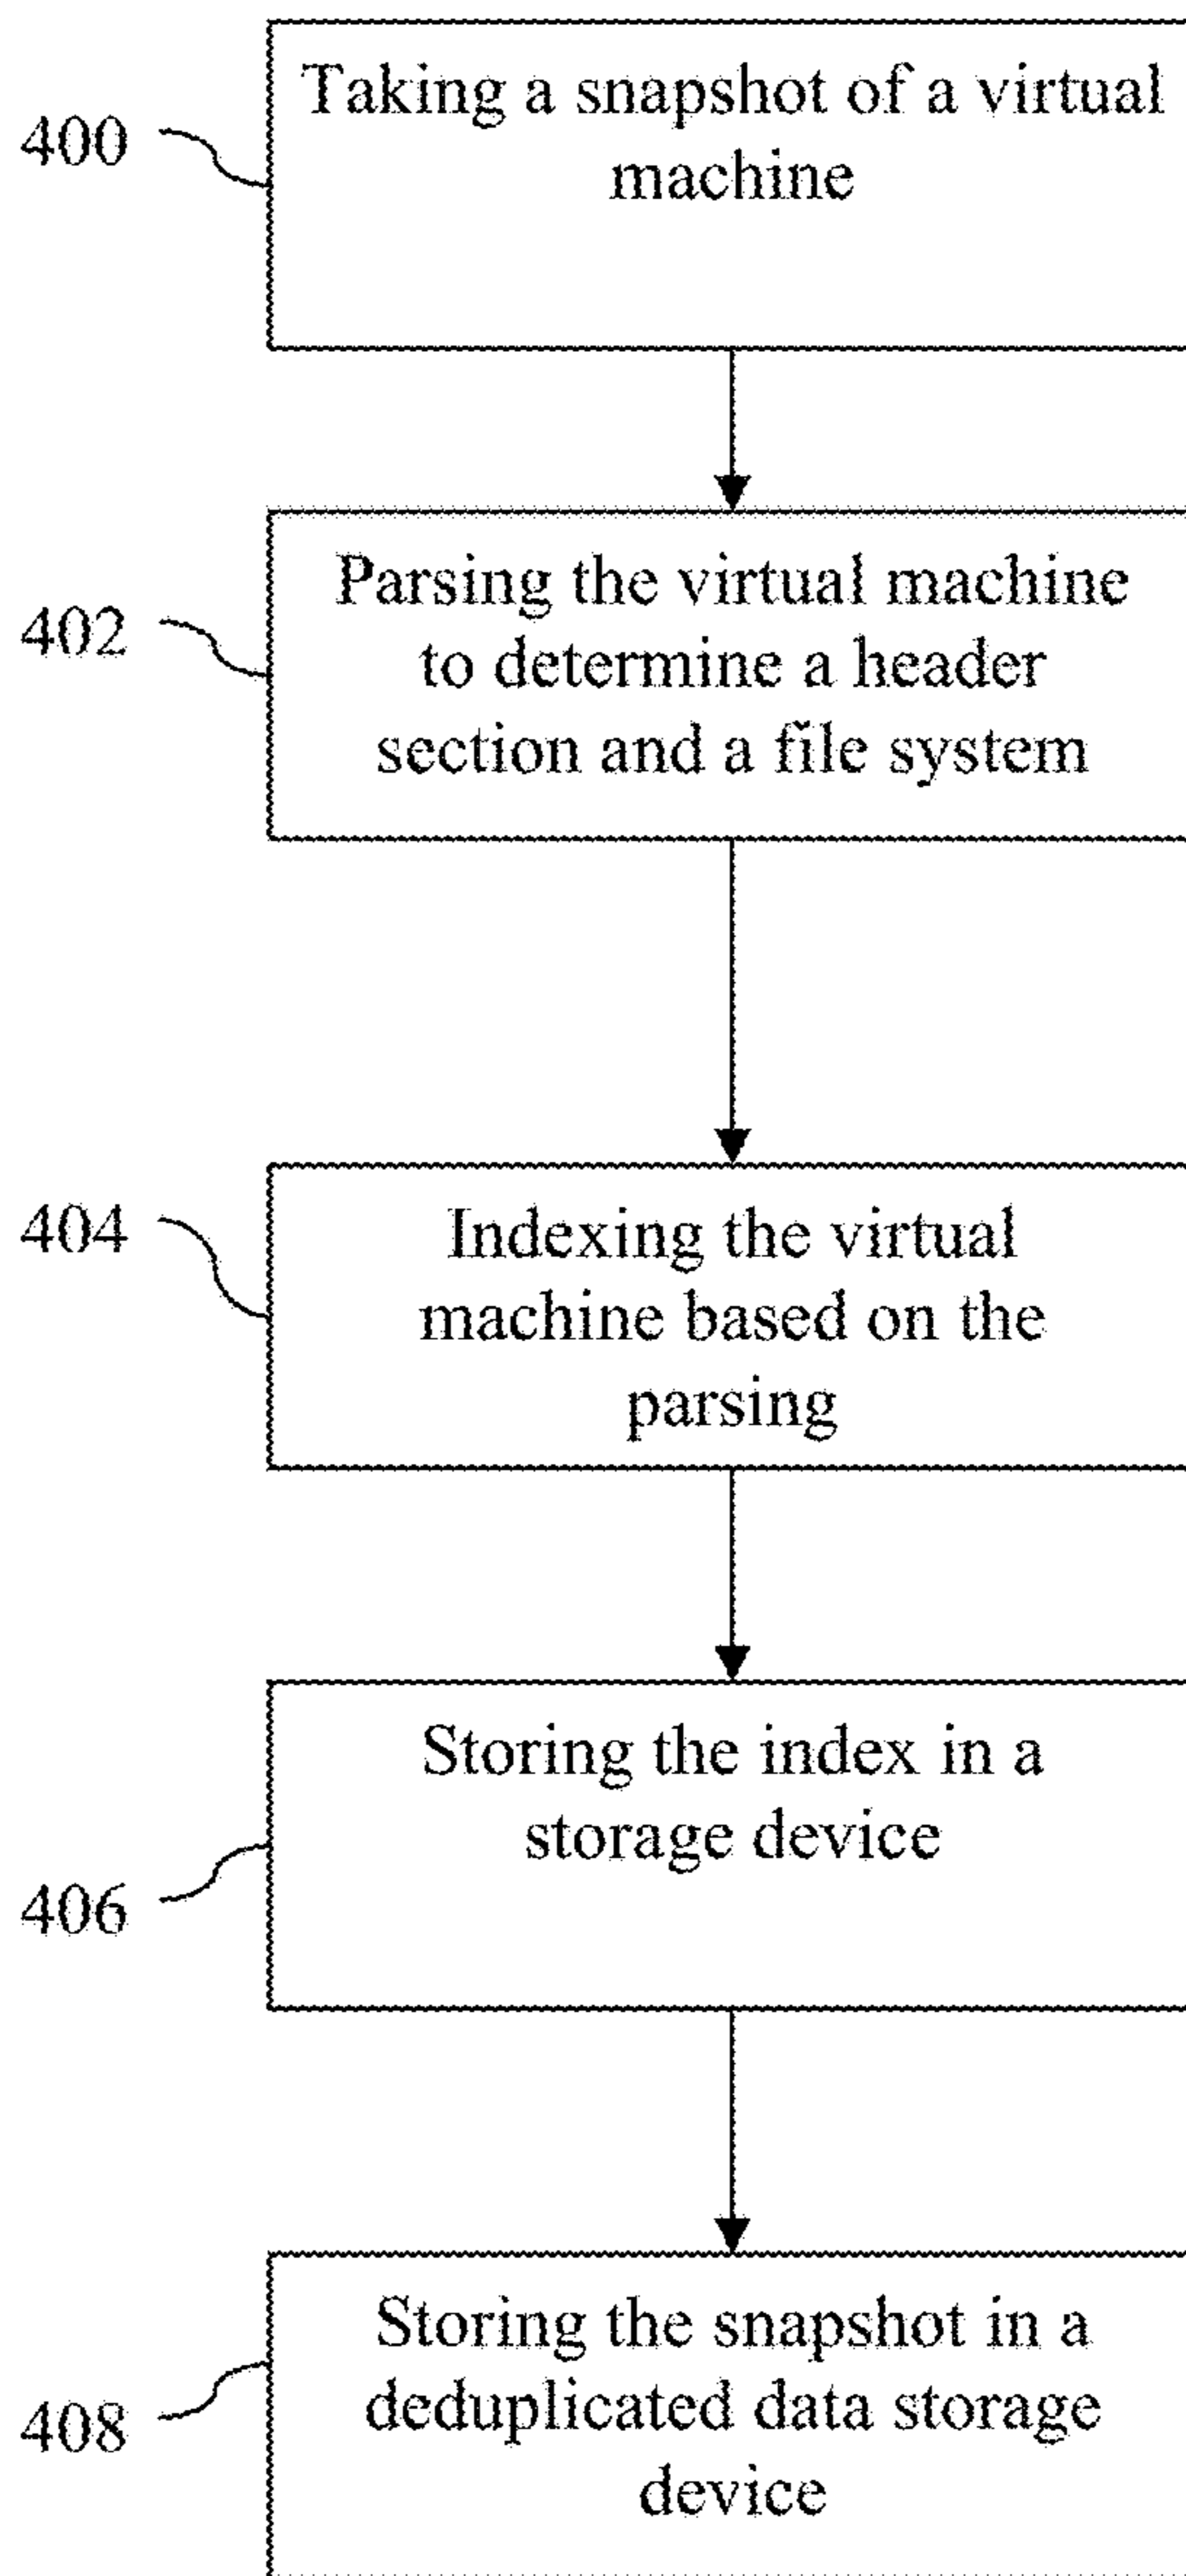 400
Taking a snapshot of a virtual
machine
402
Parsing the virtual machine
to determine a header
section and a file system
404
Indexing the virtual
machine based on the
parsing
406
Storing the index in a
storage device
408
Storing the snapshot in a
deduplicated data storage
device